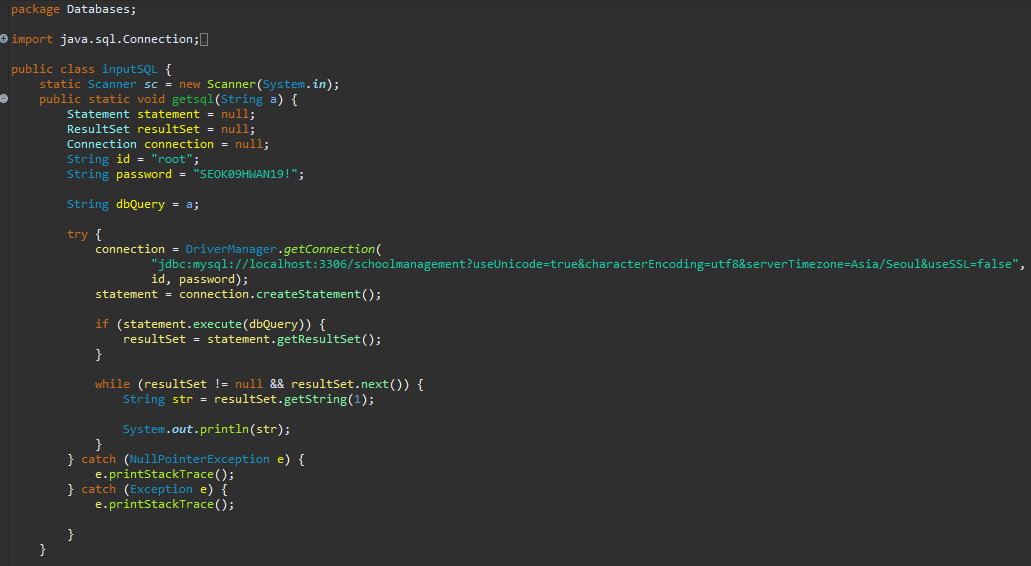 package Databases;
import java.sql.Connection;
public class inputSQL {
static Scanner sc = new Scanner(System.in);
public static void getsql(String a) {
Statement statement = null;
ResultSet resultSet = null;
Connection connection = null;
String id = "root";
String password = "SEOK09HWAN19!";
String dbQuery = a;
try {
connection = DriverManager.getConnection(
"jdbc:mysql://localhost:3306/schoolmanagement?useUnicode=true&characterEncoding=utf8&serverTimezone=Asia/Seoul&useSSL=false",
id, password);
statement = connection.createStatement();
if (statement.execute(dbQuery)) {
resultSet = statement.getResultSet();
}
while (resultSet != null && resultSet.next()) {
String str = resultSet.getString(1);
System.out.println(str);
}
} catch (NullPointerException e) {
e.printStackTrace();
} catch (Exception e) {
e.printStackTrace();
}
}